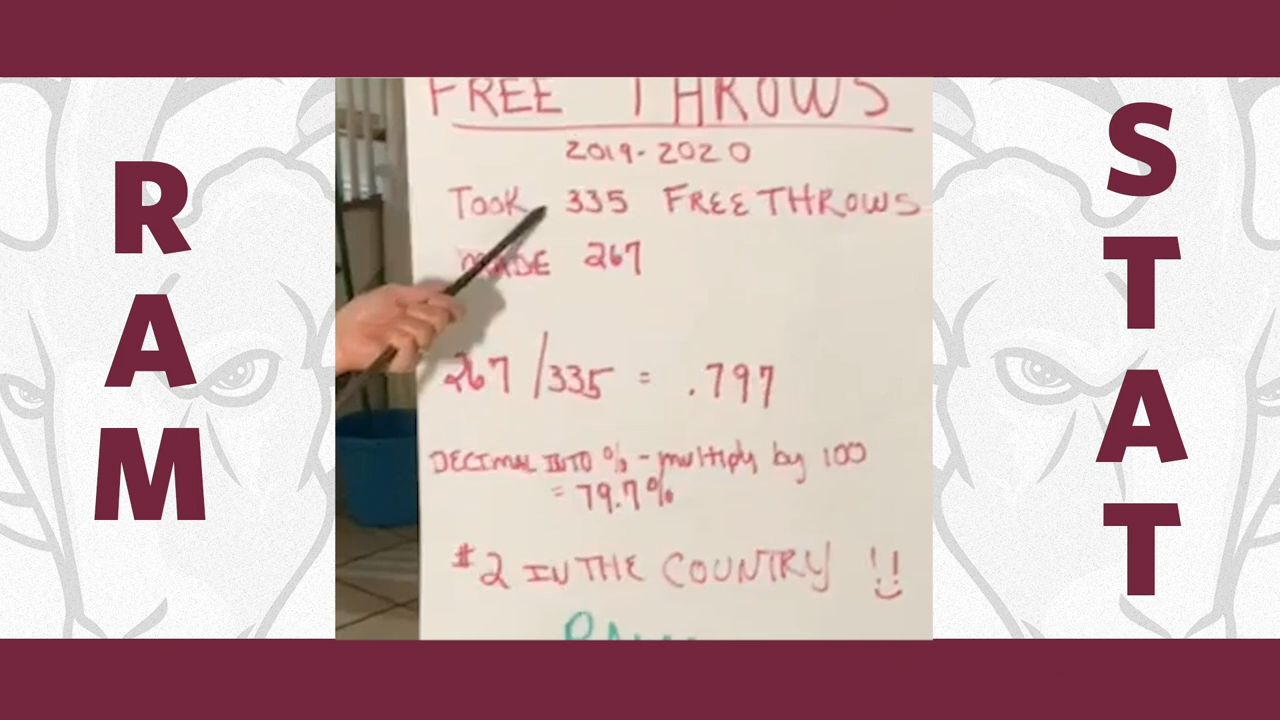 RAM
FREE THROWS
2019-2020
TOOK 335 FREE THROWS
MADE 267
267/335 = .797
DECIMAL INTO % - multiply by 100
= 79.7%
#2 IN THE COUNTRY !!
STAT